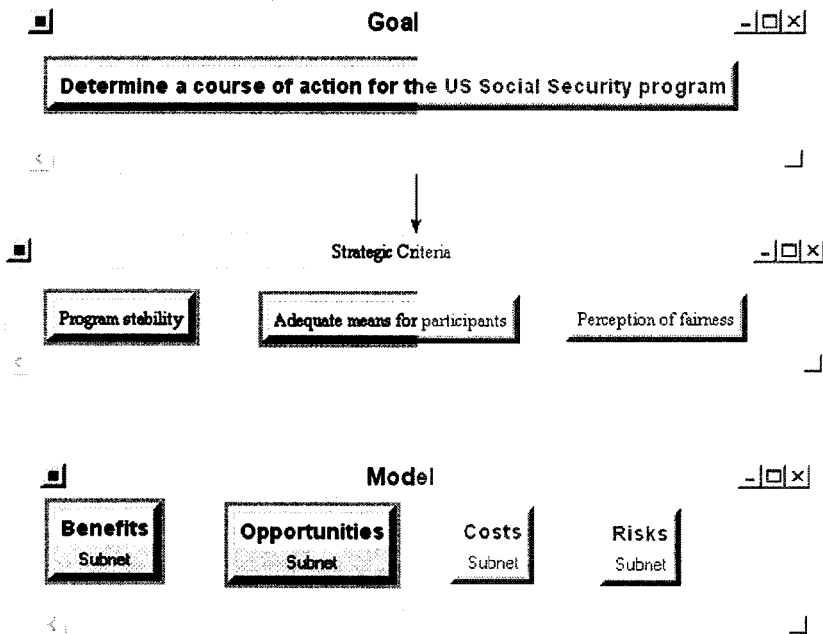 Goal
Determine a course of action for the US Social Security program
Strategic Criteria
Program stability
Adequate means for participants
Perception of fairness
Model
Benefits
Subnet
Opportunities
Subnet
Costs
Subnet
Risks
Subnet